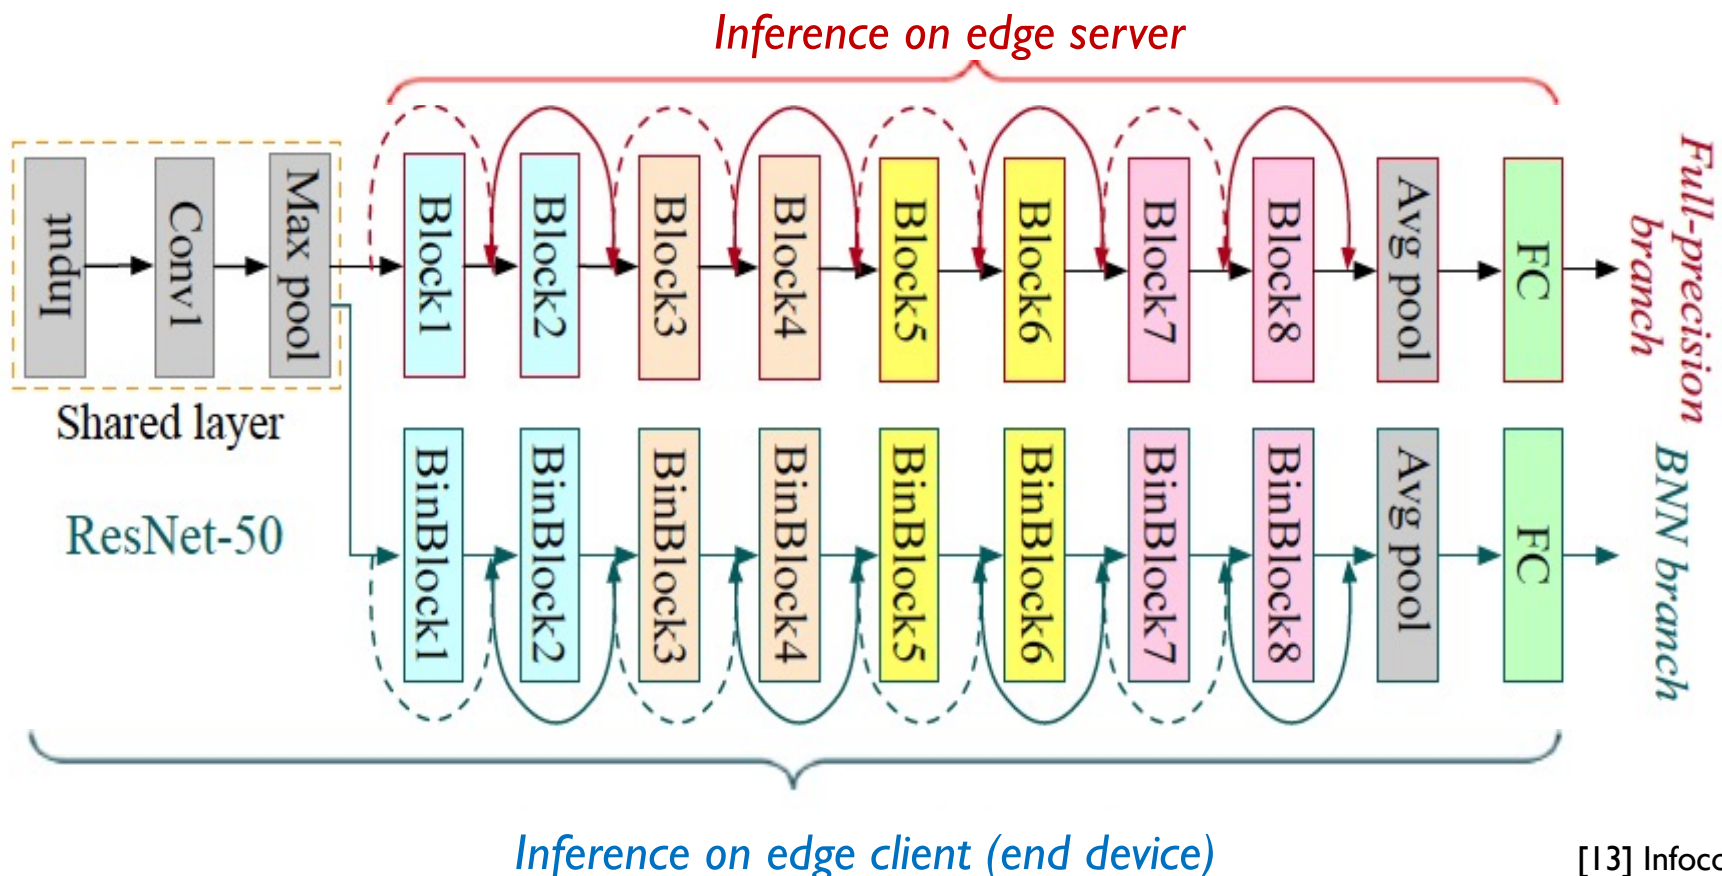 Inference on edge server
Input
Conv1
Max pool
Block1
Block2
Block3
Block4
Block5
Block6
Block7
Block8
Avg pool
FC
Full-precision
branch
Shared layer
ResNet-50
BinBlock1
BinBlock2
BinBlock3
BinBlock4
BinBlock5
BinBlock6
BinBlock7
BinBlock8
Avg pool
FC
BNN branch
Inference on edge client (end device)
[13]